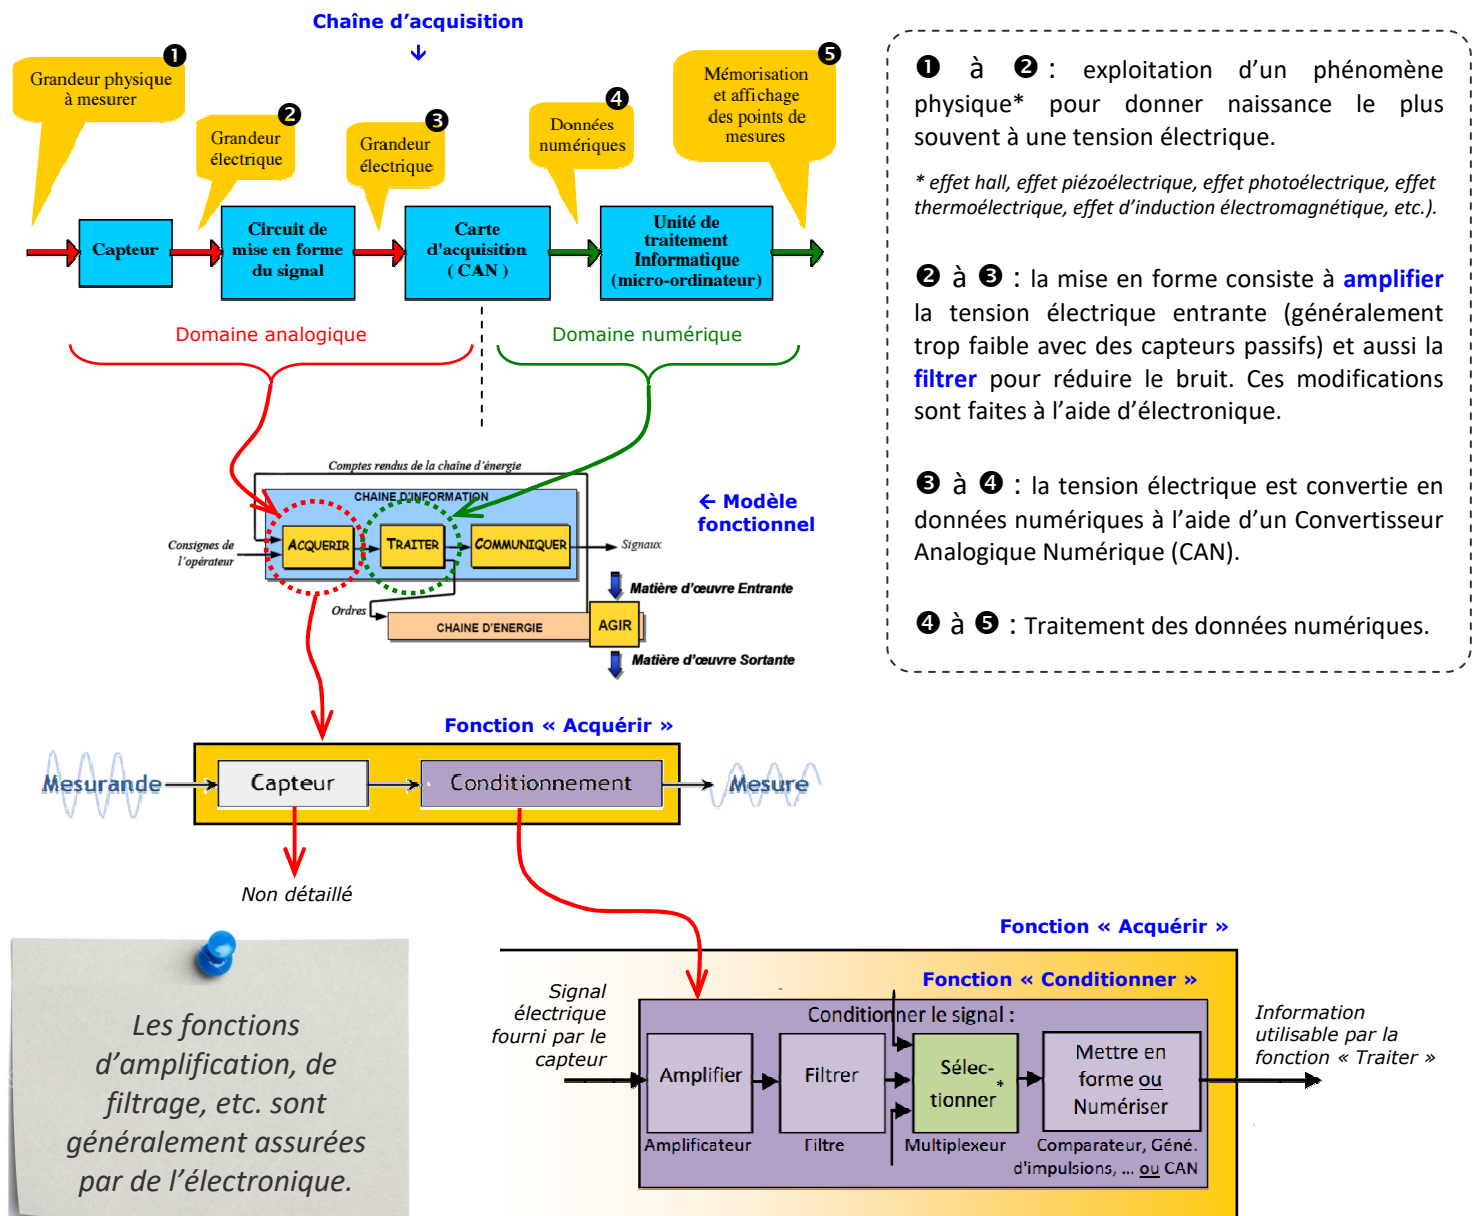 Chaîne d’acquisition
↓
❶
Grandeur physique
à mesurer
❷
Grandeur
électrique
❸
Grandeur
électrique
❹
Données
numériques
❺
Mémorisation
et affichage
des points de
mesures
Capteur
Circuit de
mise en forme
du signal
Carte
d'acquisition
( CAN )
Unité de
traitement
Informatique
(micro-ordinateur)
Domaine analogique
Domaine numérique
❶ à ❷ : exploitation d’un phénomène
physique* pour donner naissance le plus
souvent à une tension électrique.
* effet hall, effet piézoélectrique, effet photoélectrique, effet
thermoélectrique, effet d’induction électromagnétique, etc.).
❷ à ❸ : la mise en forme consiste à amplifier
la tension électrique entrante (généralement
trop faible avec des capteurs passifs) et aussi la
filtrer pour réduire le bruit. Ces modifications
sont faites à l’aide d’électronique.
❸ à ❹ : la tension électrique est convertie en
données numériques à l’aide d’un Convertisseur
Analogique Numérique (CAN).
❹ à ❺ : Traitement des données numériques.
Comptes rendus de la chaîne d’énergie
CHAINE D'INFORMATION
← Modèle
fonctionnel
Consignes de
l’opérateur
ACQUERIR
TRAITER
COMMUNIQUER
Signaux
Matière d’œuvre Entrante
Ordres
CHAINE D'ENERGIE
AGIR
Matière d’œuvre Sortante
Fonction « Acquérir »
Mesurande
Capteur
Conditionnement
Mesure
Non détaillé
Les fonctions
d’amplification, de
filtrage, etc. sont
généralement assurées
par de l’électronique.
Fonction « Acquérir »
Fonction « Conditionner »
Signal
électrique
fourni par le
capteur
Conditionner le signal :
Amplifier
Filtrer
Sélec-
tionner*
Mettre en
forme ou
Numériser
Amplificateur
Filtre
Multiplexeur
Comparateur, Géné.
d'impulsions, ... ou CAN
Information
utilisable par la
fonction « Traiter »